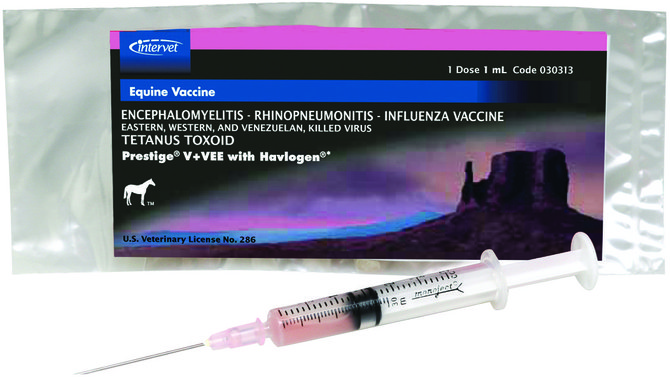 Intervet
1 Dose 1 mL Code 030313
Equine Vaccine
ENCEPHALOMYELITIS · RHINOPNEUMONITIS · INFLUENZA VACCINE
EASTERN, WESTERN, AND VENEZUELAN, KILLED VIRUS
TETANUS TOXOID
Prestige® V+VEE with Havlogen®*
TM
U.S. Veterinary License No. 286
monoject